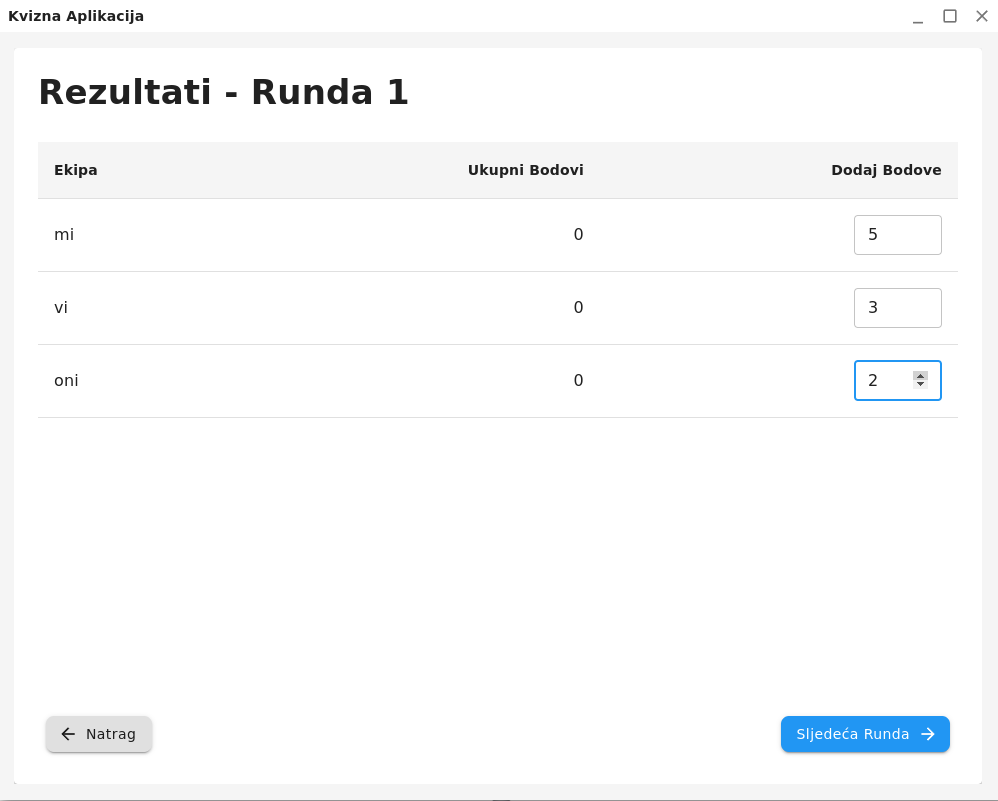 Kvizna Aplikacija
Rezultati - Runda 1
Ekipa Ukupni Bodovi Dodaj Bodove
mi 0 5
vi 0 3
oni 0 2
Natrag Sljedeća Runda